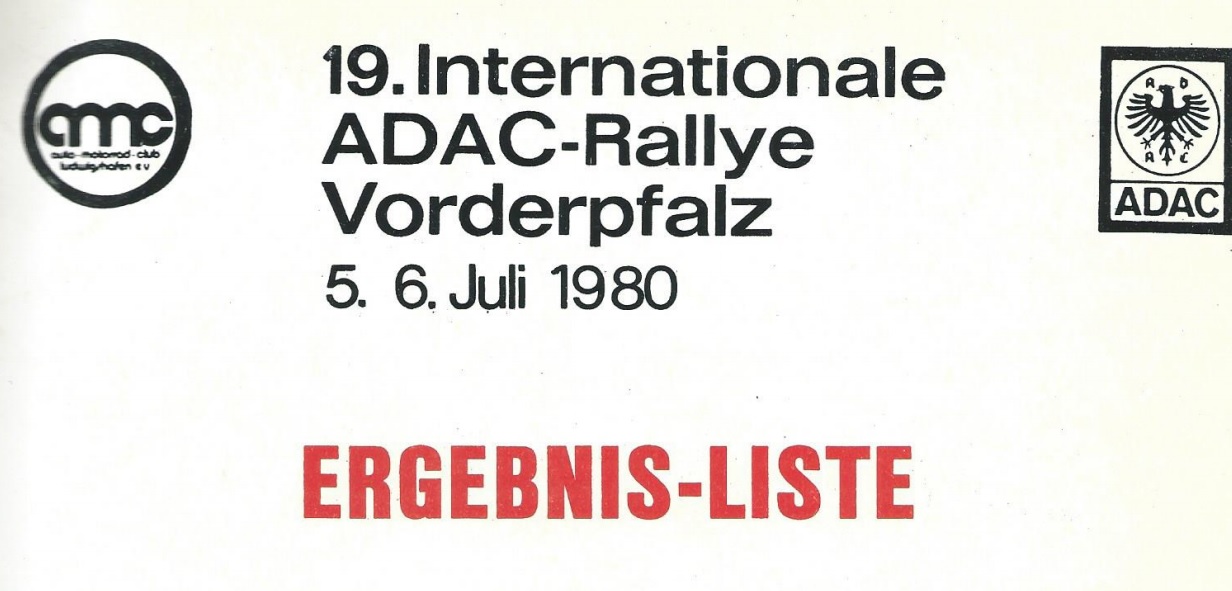 amc
auto-motorrad-club
ludwigshafen e v
19. Internationale
ADAC-Rallye
Vorderpfalz
5. 6. Juli 1980
A D
A C
ADAC
ERGEBNIS-LISTE